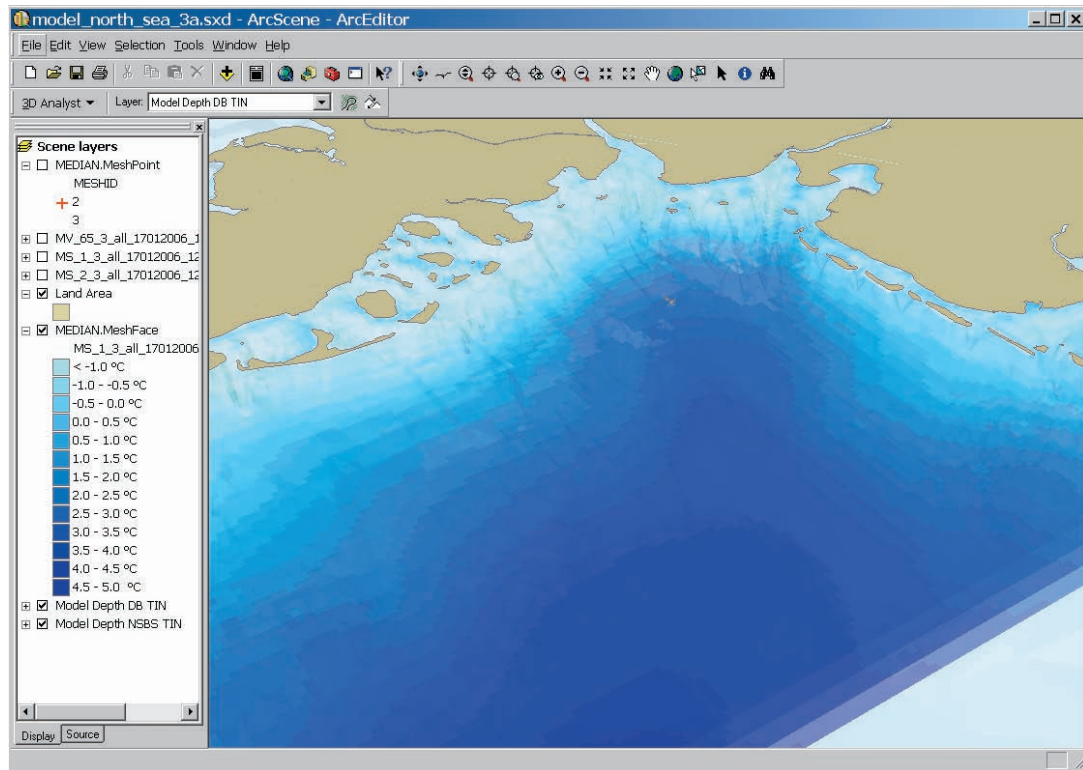 model_north_sea_3a.sxd - ArcScene - ArcEditor
File Edit View Selection Tools Window Help
3D Analyst Layer: Model Depth DB TIN
Scene layers
MEDIAN.MeshPoint
MESHID
2
3
MV_65_3_all_17012006_1
MS_1_3_all_17012006_12
MS_2_3_all_17012006_12
Land Area
MEDIAN.MeshFace
MS_1_3_all_17012006
< -1.0 ºC
-1.0 - -0.5 ºC
-0.5 - 0.0 ºC
0.0 - 0.5 ºC
0.5 - 1.0 ºC
1.0 - 1.5 ºC
1.5 - 2.0 ºC
2.0 - 2.5 ºC
2.5 - 3.0 ºC
3.0 - 3.5 ºC
3.5 - 4.0 ºC
4.0 - 4.5 ºC
4.5 - 5.0 ºC
Model Depth DB TIN
Model Depth NSBS TIN
Display Source